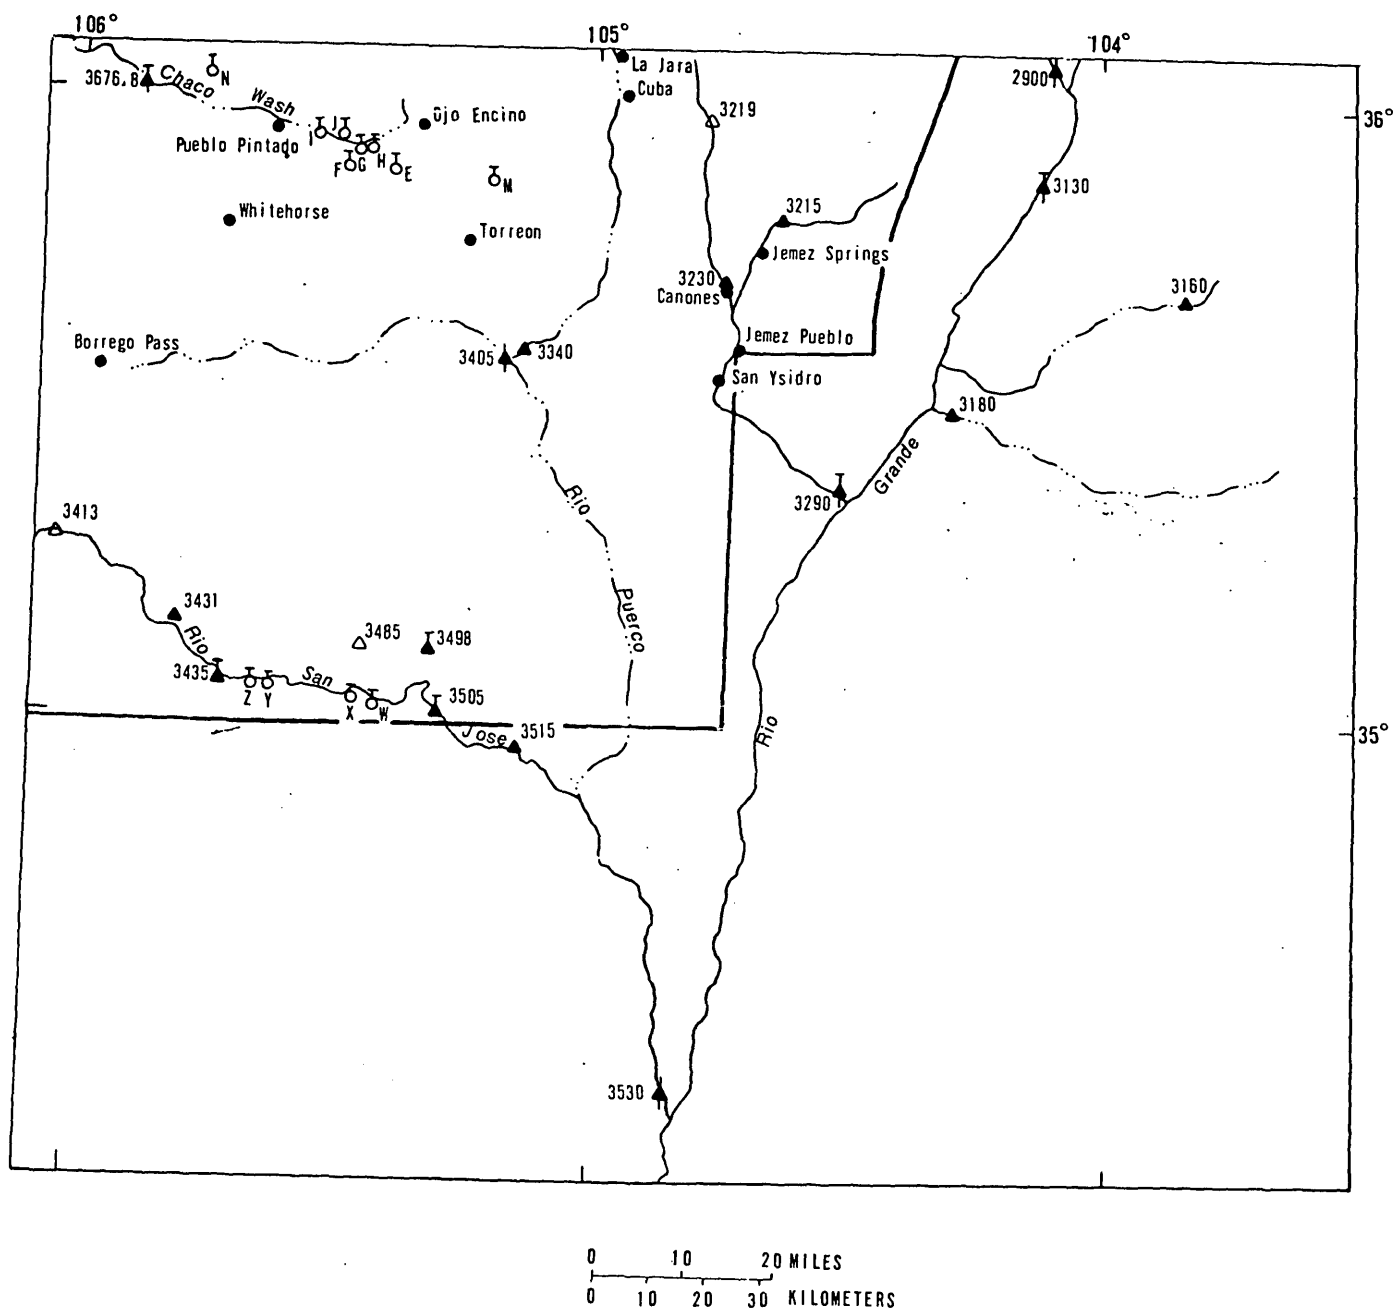 106°
105°
104°
La Jara
3676.8
Chaco
N
2900
Cuba
Wash
3219
Ojo Encino
36°
Pueblo Pintado
I
J
F
G
H
E
M
3130
Whitehorse
3215
Torreon
Jemez Springs
3230
Canones
3160
Borrego Pass
Jemez Pueblo
3405
3340
San Ysidro
3180
Grande
Rio
3290
3413
3431
Puerco
Rio
3485
3498
3435
San
Z
Y
X
W
3505
Jose
3515
Rio
35°
3530
0 10 20 MILES
0 10 20 30 KILOMETERS